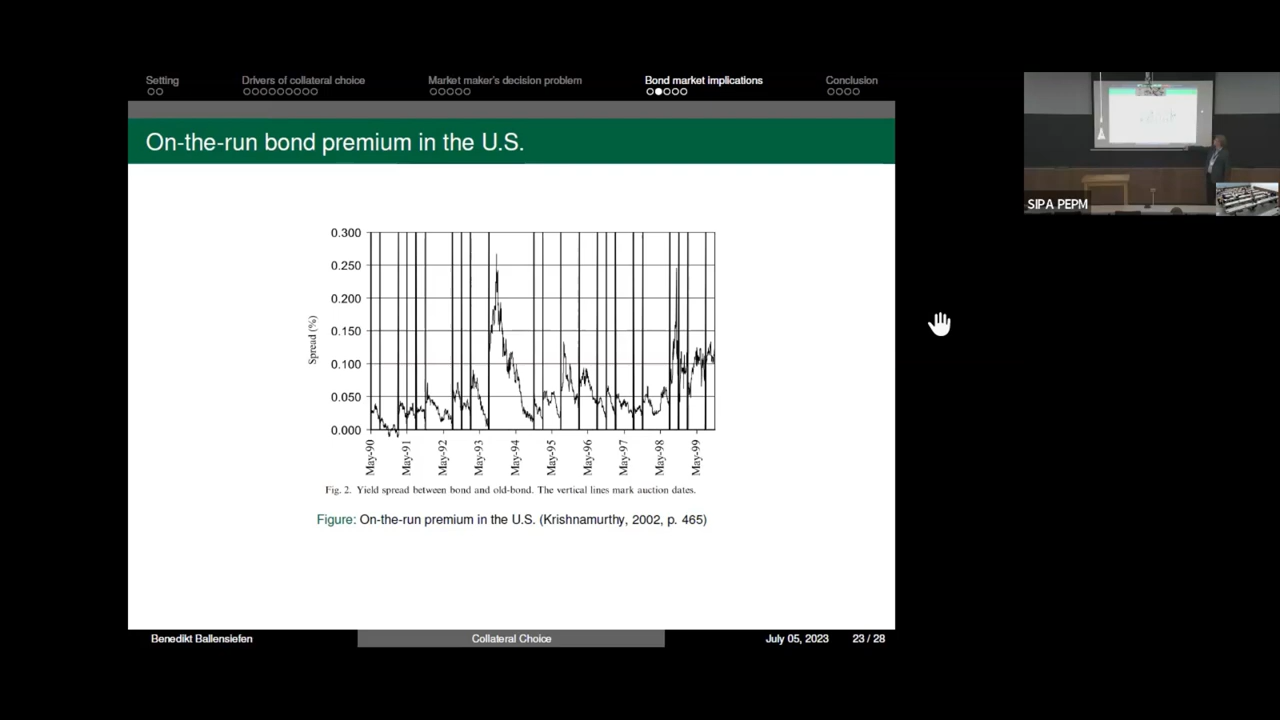 Setting
Drivers of collateral choice
Market maker's decision problem
Bond market implications
Conclusion
On-the-run bond premium in the U.S.
0.300
0.250
0.200
0.150
0.100
0.050
0.000
Spread (%)
May-90
May-91
May-92
May-93
May-94
May-95
May-96
May-97
May-98
May-99
Fig. 2. Yield spread between bond and old-bond. The vertical lines mark auction dates.
Figure: On-the-run premium in the U.S. (Krishnamurthy, 2002, p. 465)
Benedikt Ballensiefen
Collateral Choice
July 05, 2023
23 / 28
SIPA PEPM